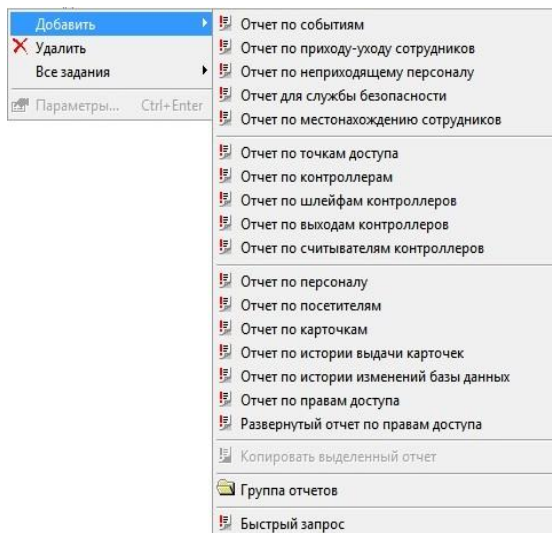 Добавить
Удалить
Все задания
Параметры... Ctrl+Enter
Отчет по событиям
Отчет по приходу-уходу сотрудников
Отчет по неприходящему персоналу
Отчет для службы безопасности
Отчет по местонахождению сотрудников
Отчет по точкам доступа
Отчет по контроллерам
Отчет по шлейфам контроллеров
Отчет по выходам контроллеров
Отчет по считывателям контроллеров
Отчет по персоналу
Отчет по посетителям
Отчет по карточкам
Отчет по истории выдачи карточек
Отчет по истории изменений базы данных
Отчет по правам доступа
Развернутый отчет по правам доступа
Копировать выделенный отчет
Группа отчетов
Быстрый запрос